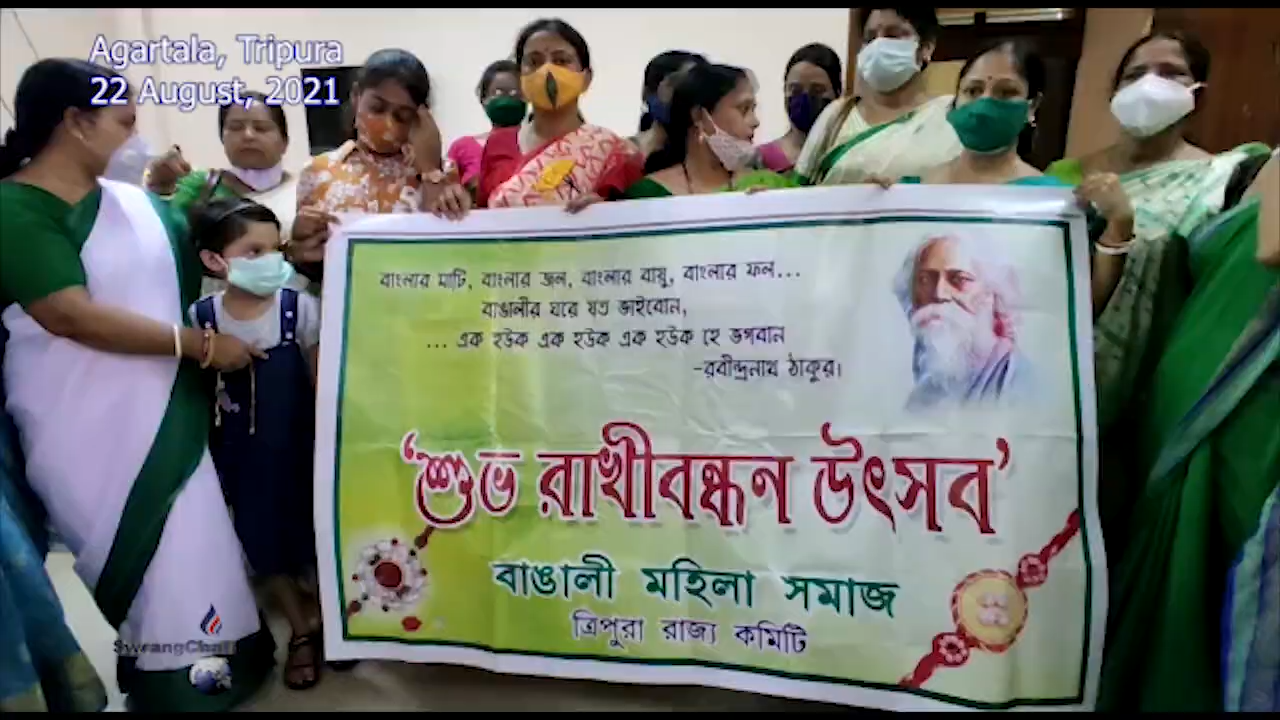 Agartala, Tripura
22 August, 2021
বাংলার মাটি, বাংলার জল, বাংলার বায়ু, বাংলার ফল...
বাঙালীর ঘরে যত ভাইবোন,
... এক হউক এক হউক এক হউক হে ভগবান
-রবীন্দ্রনাথ ঠাকুর।
‘শুভ রাখীবন্ধন উৎসব’
বাঙালী মহিলা সমাজ
ত্রিপুরা রাজ্য কমিটি